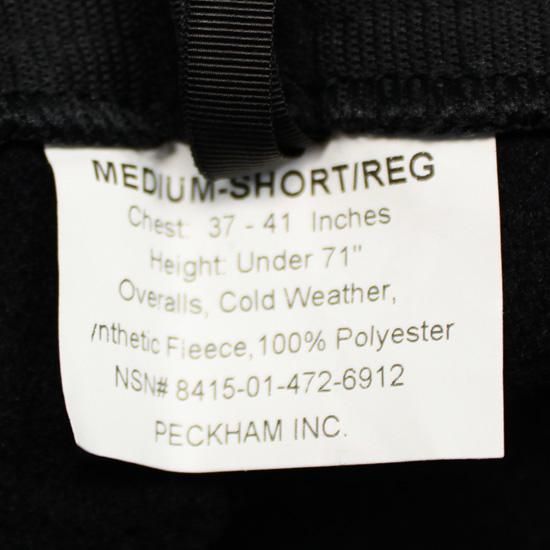 MEDIUM-SHORT/REG
Chest: 37 - 41 Inches
Height: Under 71"
Overalls, Cold Weather,
ynthetic Fleece, 100% Polyester
NSN# 8415-01-472-6912
PECKHAM INC.